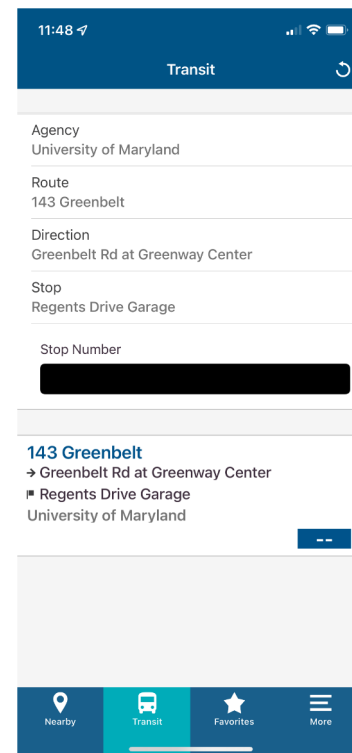 11:48
Transit
Agency
University of Maryland
Route
143 Greenbelt
Direction
Greenbelt Rd at Greenway Center
Stop
Regents Drive Garage
Stop Number
143 Greenbelt
→ Greenbelt Rd at Greenway Center
Regents Drive Garage
University of Maryland
--
Nearby Transit Favorites More